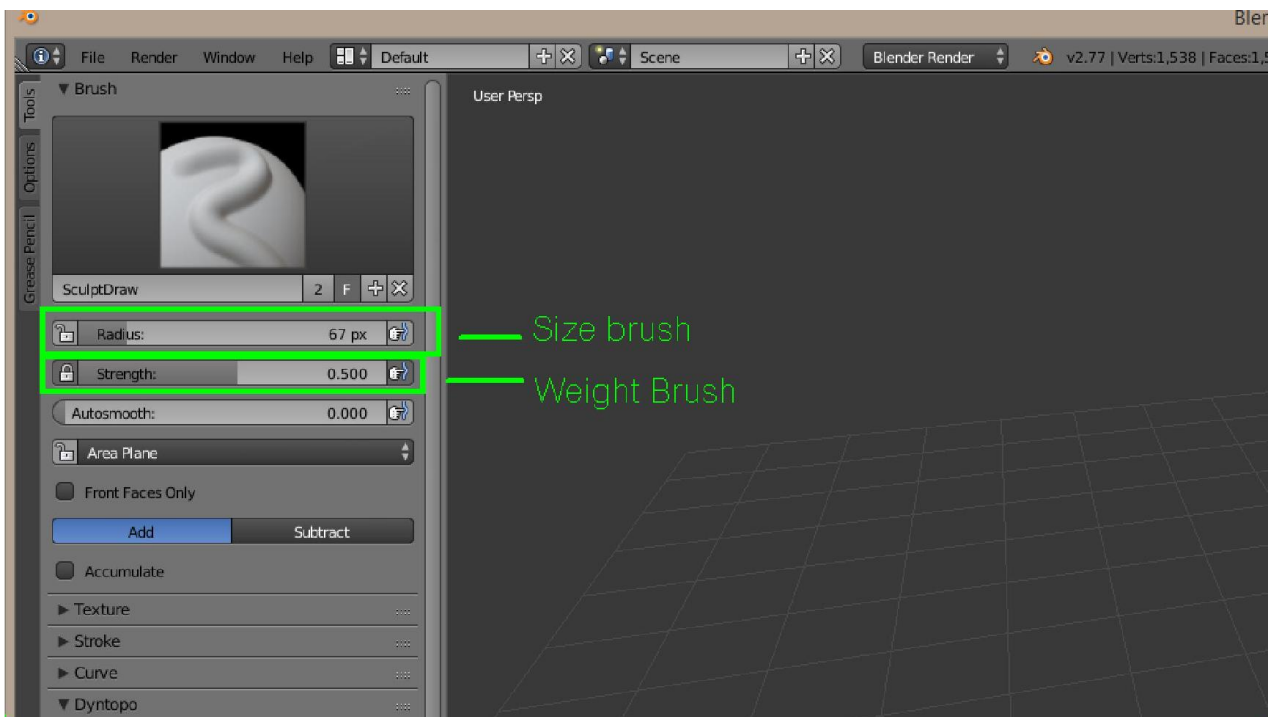 Blen
File Render Window Help Default Scene Blender Render v2.77 | Verts:1,538 | Faces:1,5
Tools
Options
Grease Pencil
Brush
User Persp
SculptDraw 2 F
Radius: 67 px
Size brush
Strength: 0.500
Weight Brush
Autosmooth: 0.000
Area Plane
Front Faces Only
Add Subtract
Accumulate
Texture
Stroke
Curve
Dyntopo